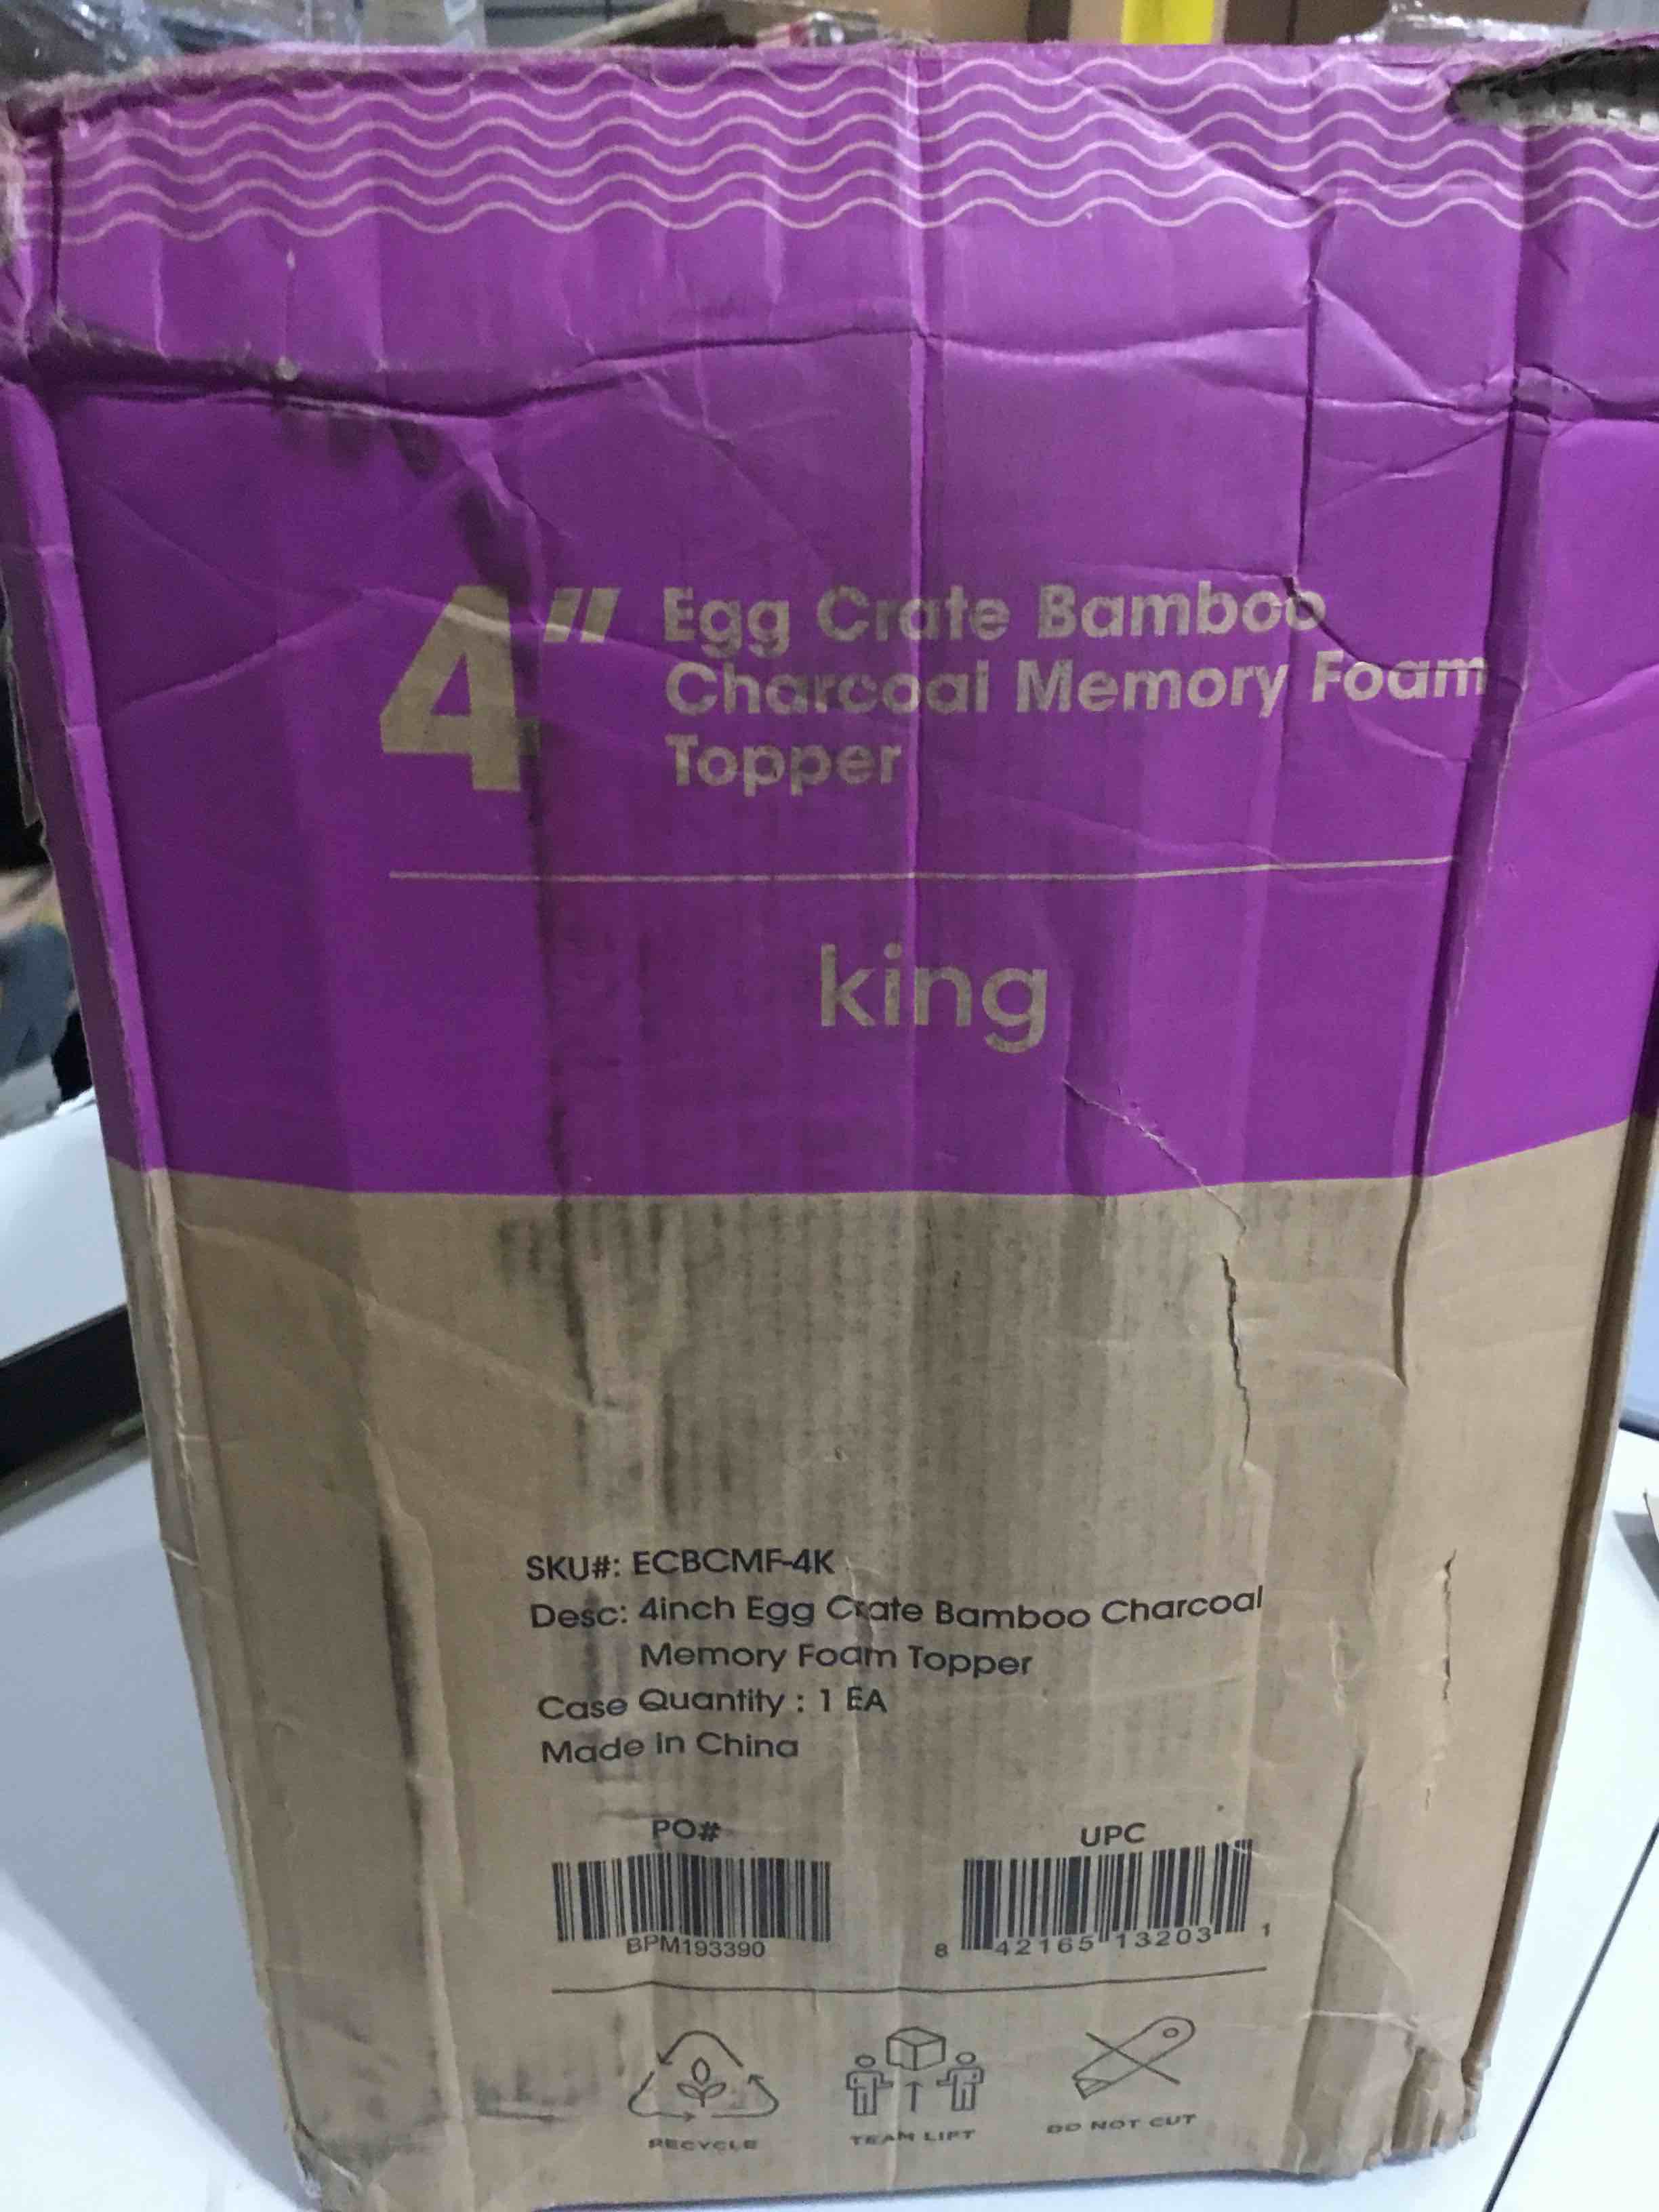 4" Egg Crate Bamboo
Charcoal Memory Foam
Topper
king
SKU#: ECBCMF-4K
Desc: 4inch Egg Crate Bamboo Charcoal
Memory Foam Topper
Case Quantity : 1 EA
Made in China
PO#
BPM193390
UPC
8 42165 13203 1
RECYCLE
TEAM LIFT
DO NOT CUT